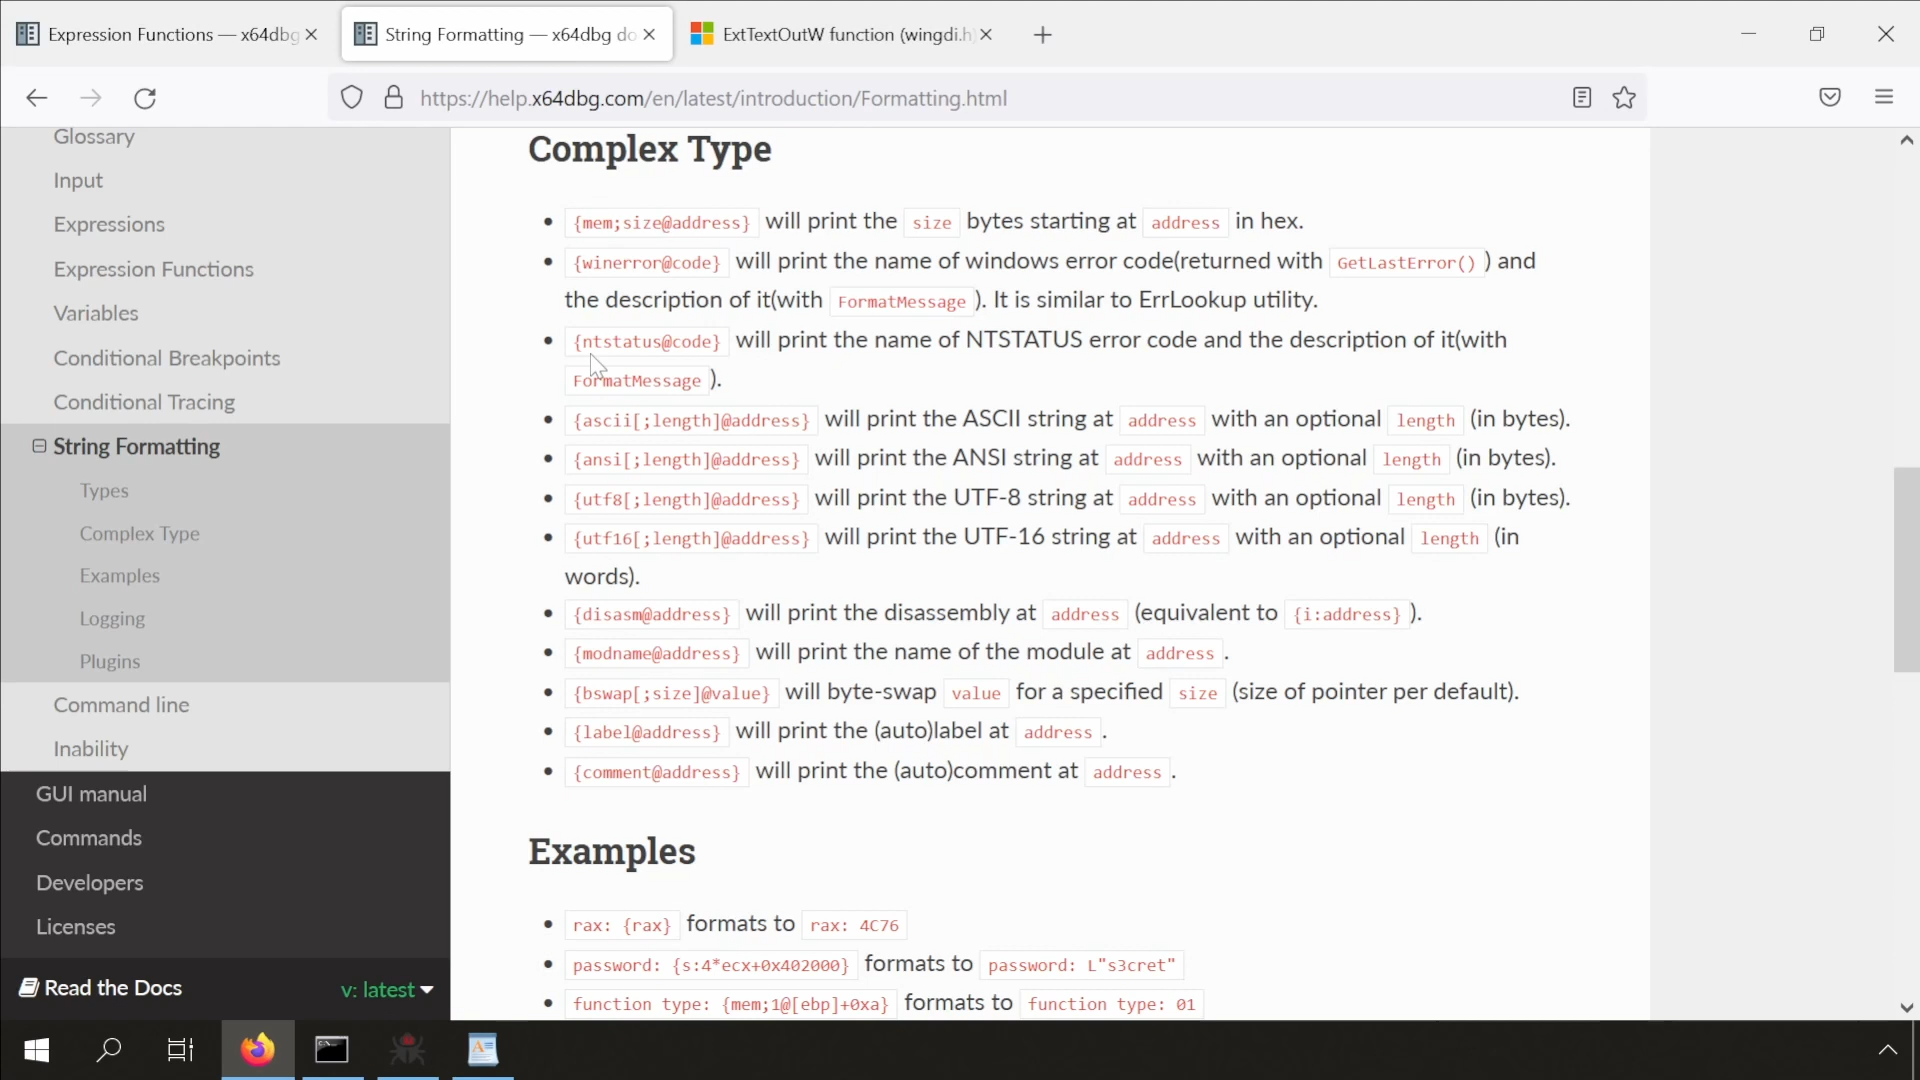 Expression Functions — x64dbg
String Formatting — x64dbg do
ExtTextOutW function (wingdi.h)
https://help.x64dbg.com/en/latest/introduction/Formatting.html
Glossary
Input
Expressions
Expression Functions
Variables
Conditional Breakpoints
Conditional Tracing
String Formatting
Types
Complex Type
Examples
Logging
Plugins
Command line
Inability
GUI manual
Commands
Developers
Licenses
Read the Docs
v: latest
Complex Type
{mem;size@address} will print the size bytes starting at address in hex.
{winerror@code} will print the name of windows error code(returned with GetLastError() ) and
the description of it(with FormatMessage ). It is similar to ErrLookup utility.
{ntstatus@code} will print the name of NTSTATUS error code and the description of it(with
FormatMessage ).
{ascii[;length]@address} will print the ASCII string at address with an optional length (in bytes).
{ansi[;length]@address} will print the ANSI string at address with an optional length (in bytes).
{utf8[;length]@address} will print the UTF-8 string at address with an optional length (in bytes).
{utf16[;length]@address} will print the UTF-16 string at address with an optional length (in
words).
{disasm@address} will print the disassembly at address (equivalent to {i:address} ).
{modname@address} will print the name of the module at address .
{bswap[;size]@value} will byte-swap value for a specified size (size of pointer per default).
{label@address} will print the (auto)label at address .
{comment@address} will print the (auto)comment at address .
Examples
rax: {rax} formats to rax: 4C76
password: {s:4*ecx+0x402000} formats to password: L"s3cret"
function type: {mem;1@[ebp]+0xa} formats to function type: 01